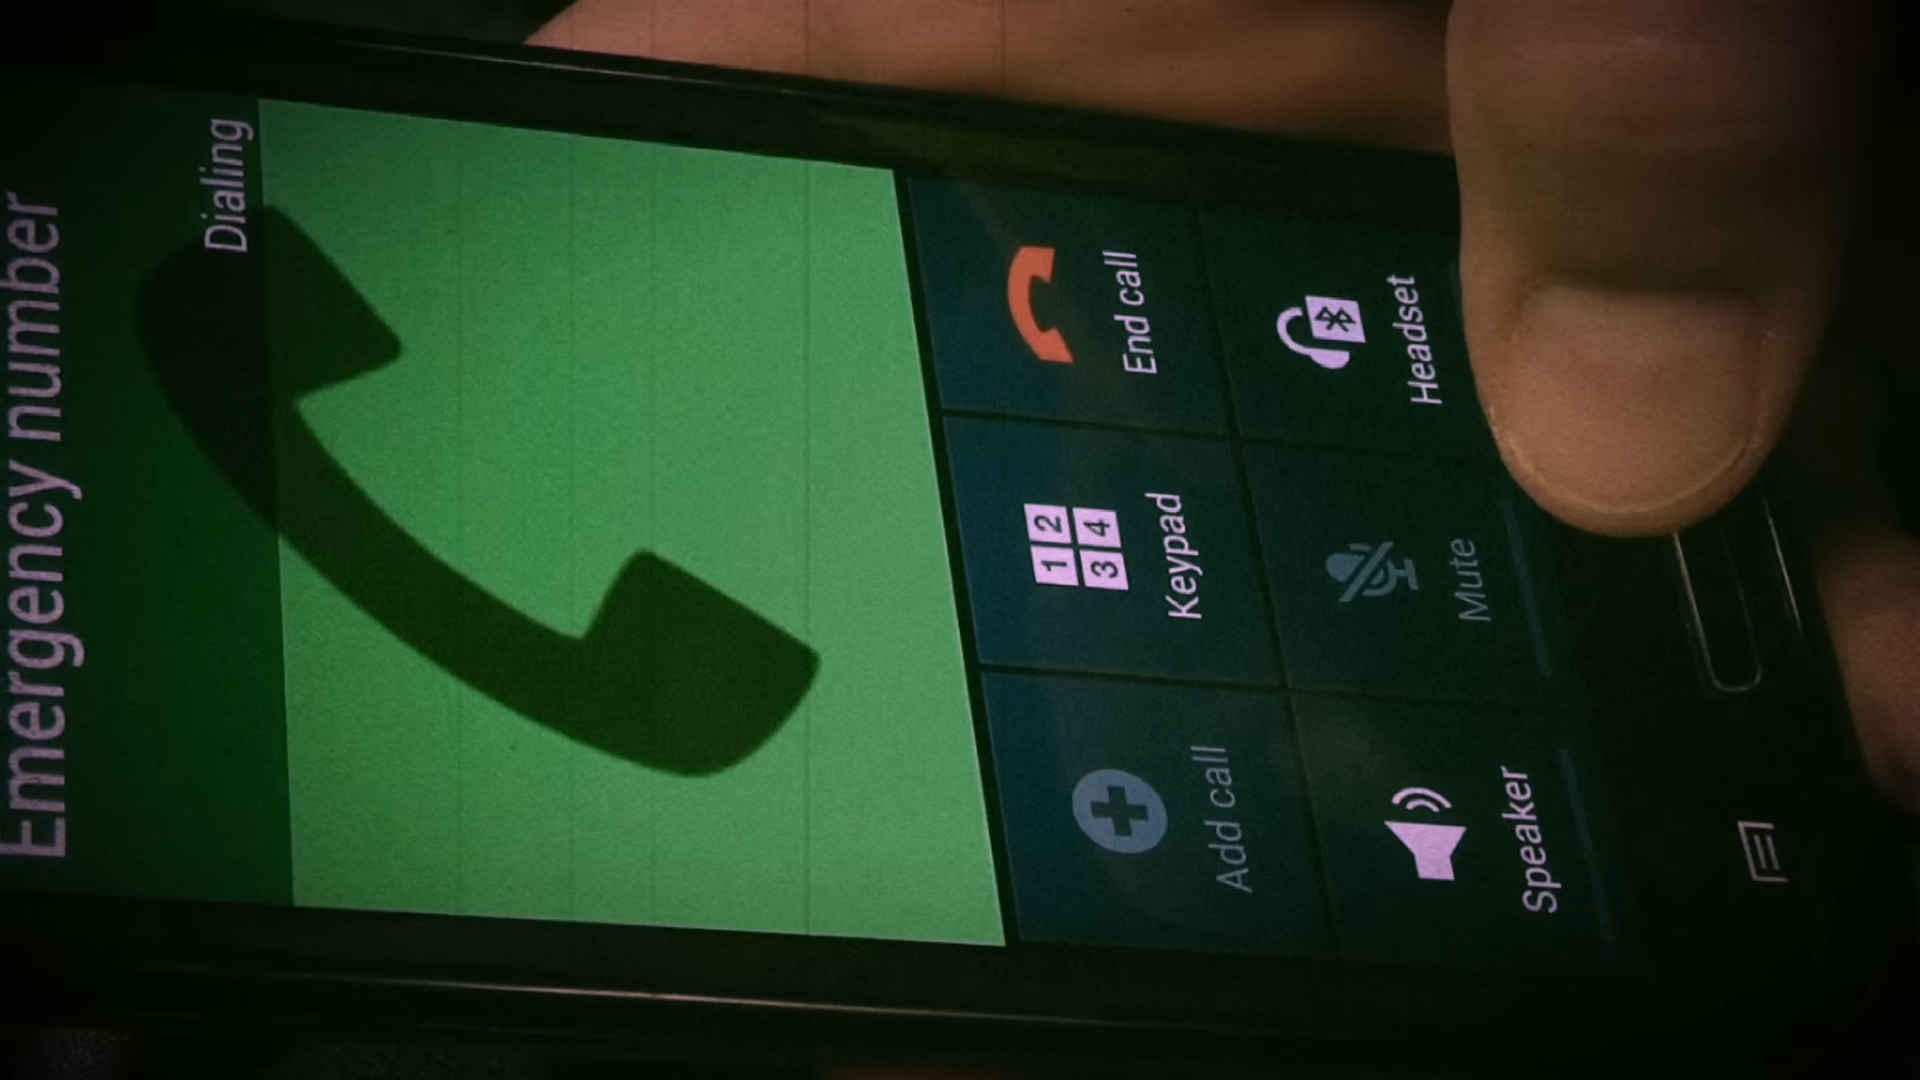 Emergency number
Dialing
Add call
Keypad
1 2
3 4
End call
Speaker
Mute
Headset